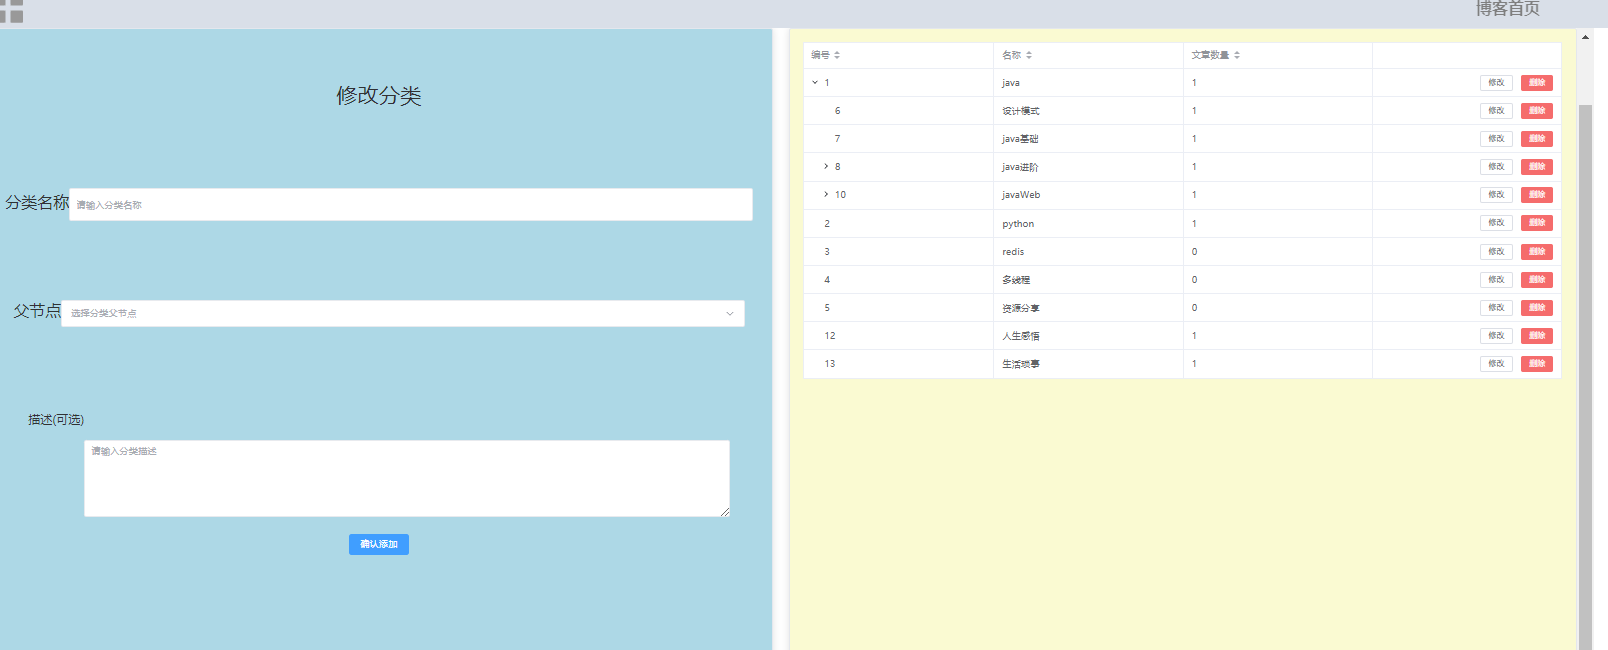 博客首页
修改分类
分类名称 请输入分类名称
父节点 选择分类父节点
描述(可选)
请输入分类描述
确认添加
编号 名称 文章数量
1 java 1 修改 删除
6 设计模式 1 修改 删除
7 java基础 1 修改 删除
8 java进阶 1 修改 删除
10 javaWeb 1 修改 删除
2 python 1 修改 删除
3 redis 0 修改 删除
4 多线程 0 修改 删除
5 资源分享 0 修改 删除
12 人生感悟 1 修改 删除
13 生活琐事 1 修改 删除